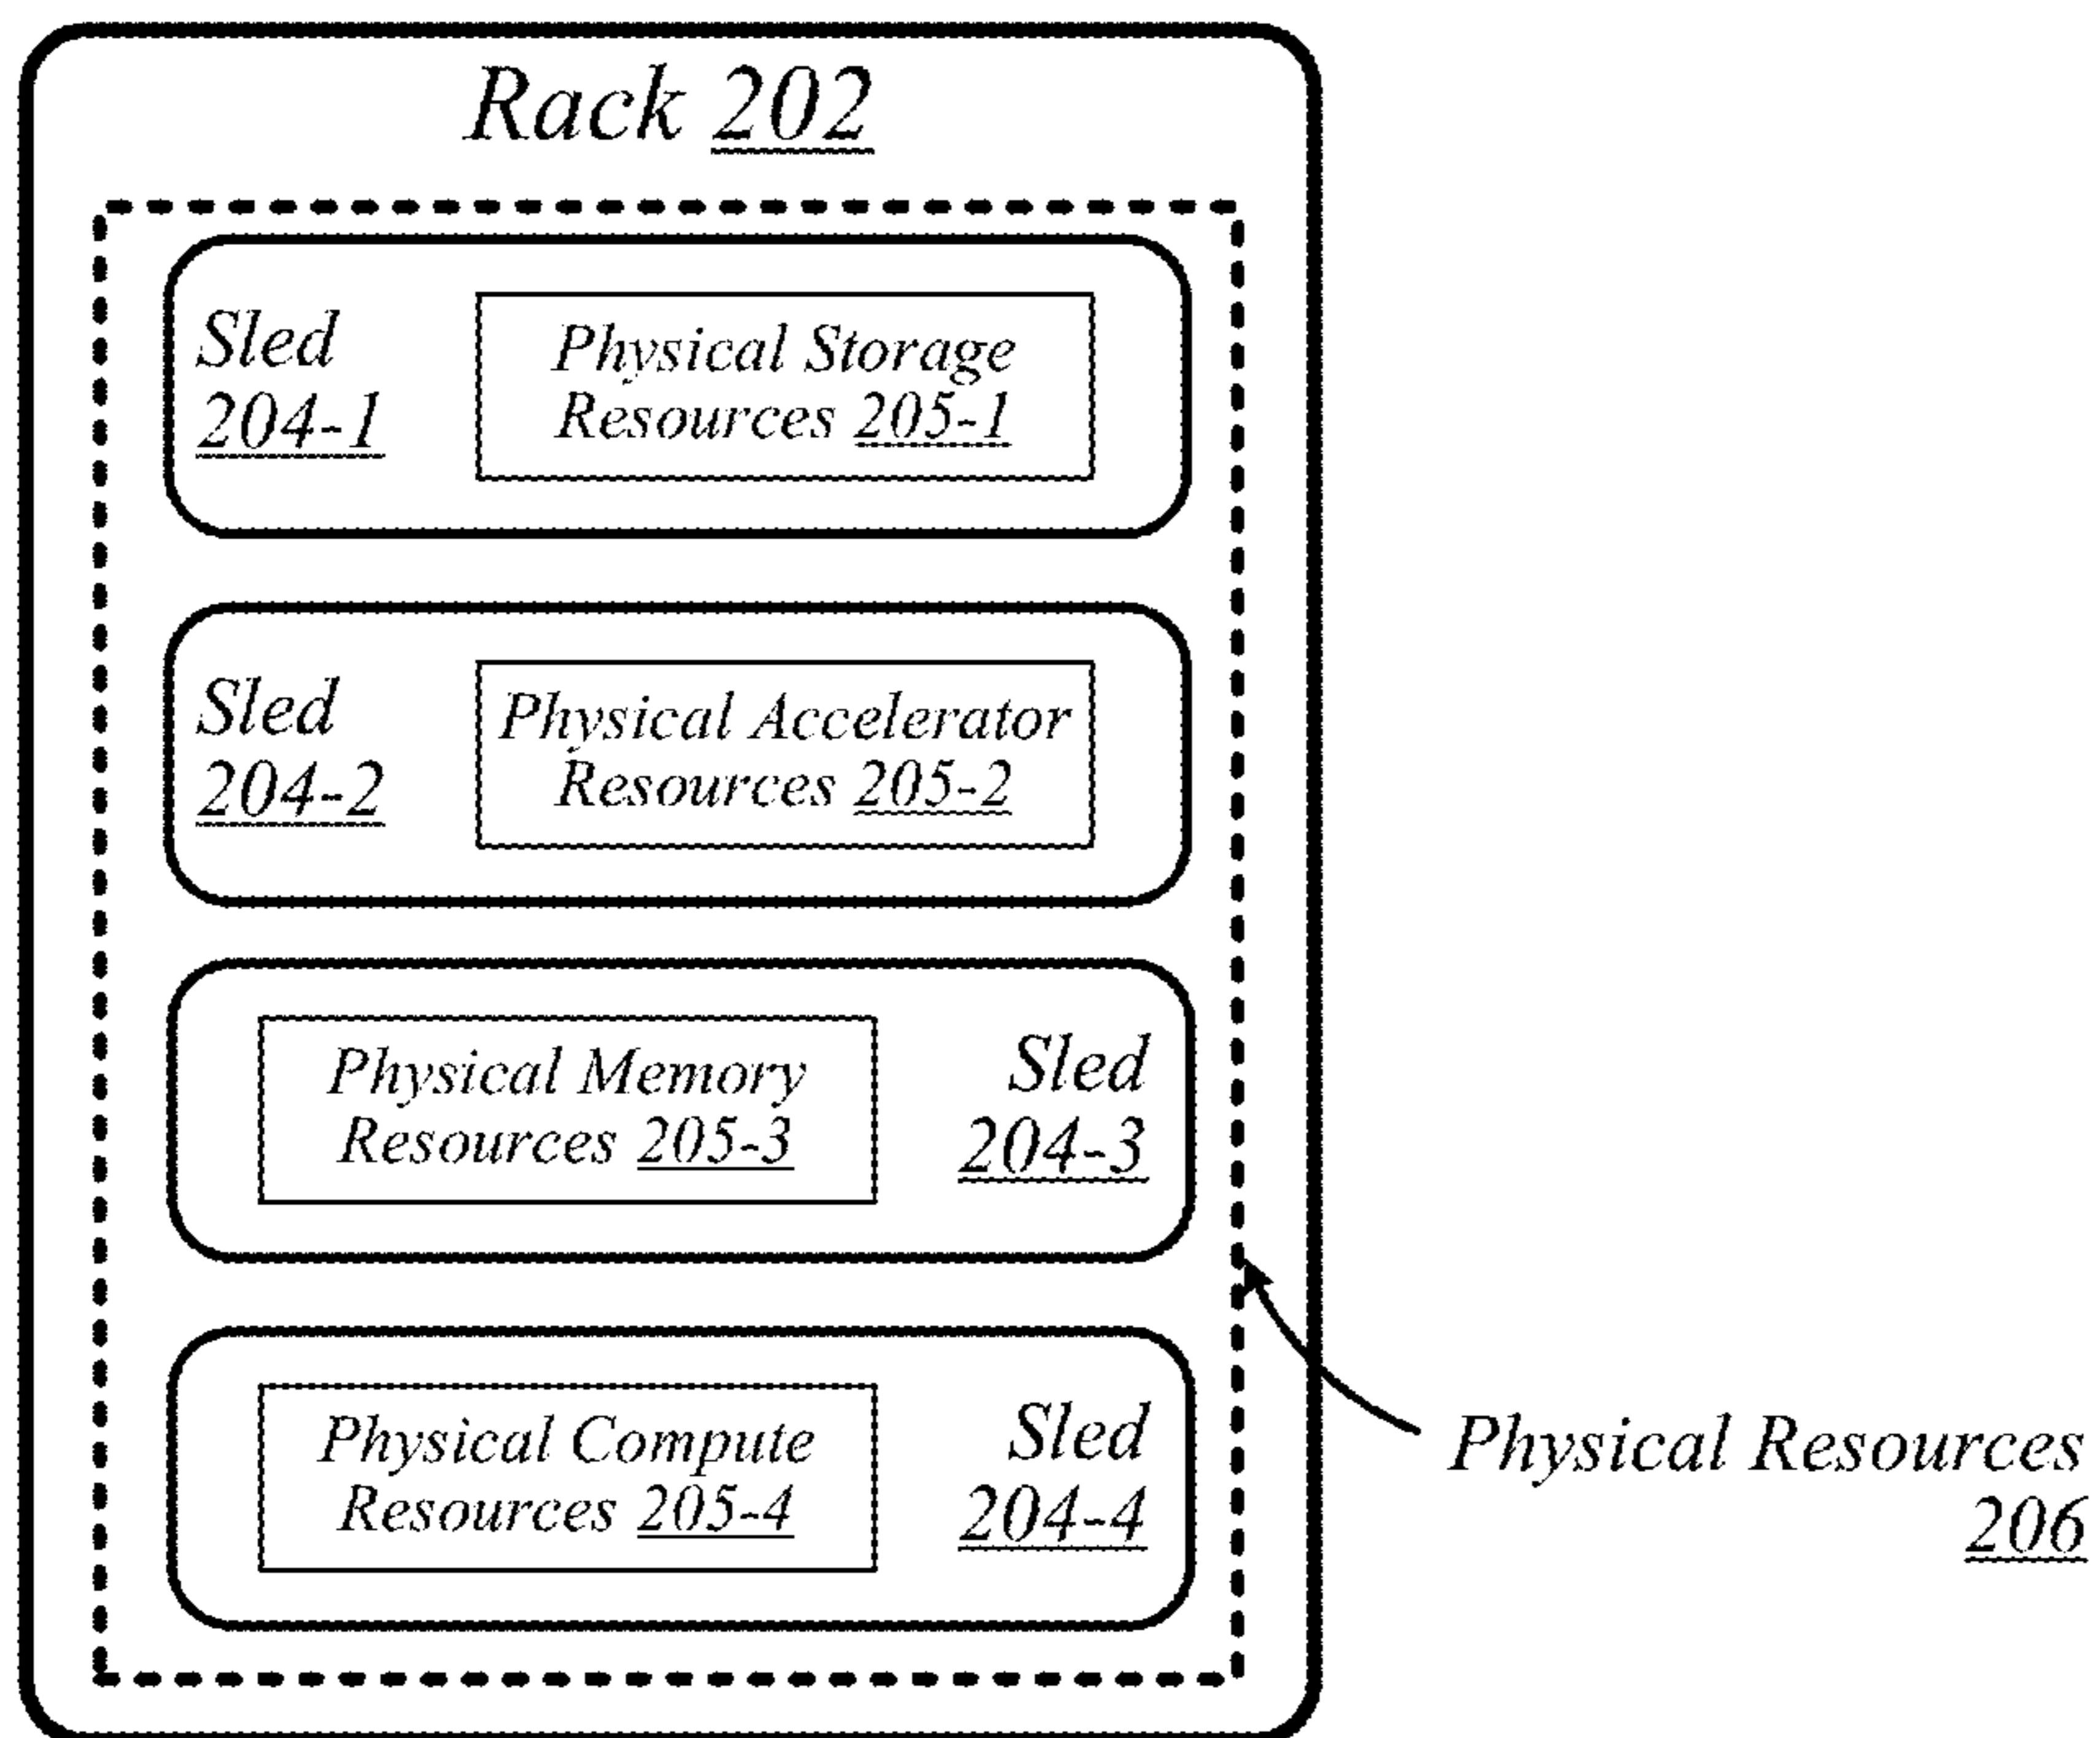 Rack 202
Sled
204-1
Physical Storage
Resources 205-1
Sled
204-2
Physical Accelerator
Resources 205-2
Physical Memory
Resources 205-3
Sled
204-3
Physical Compute
Resources 205-4
Sled
204-4
Physical Resources
206